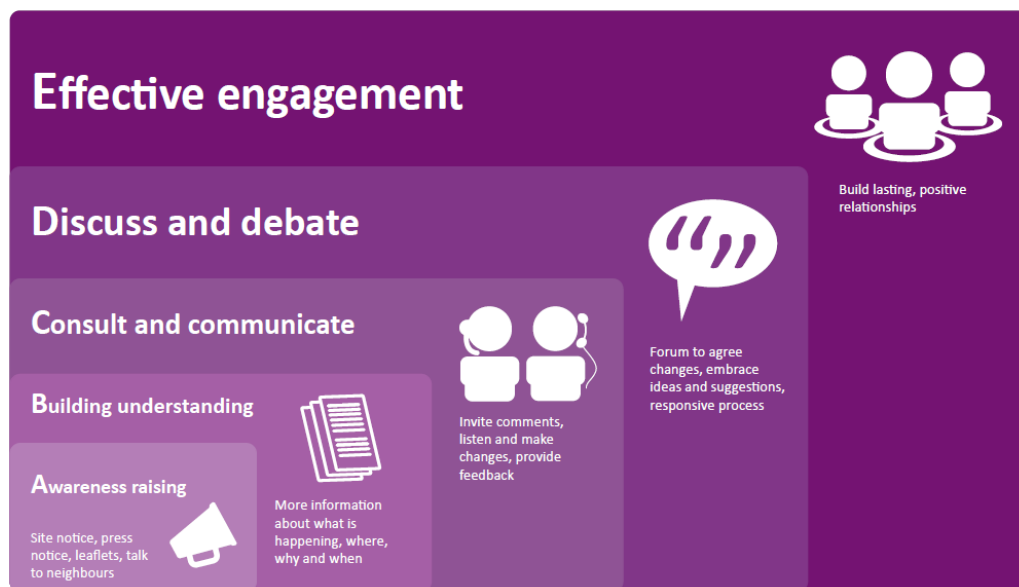 Effective engagement
Build lasting, positive
relationships
Discuss and debate
Forum to agree
changes, embrace
ideas and suggestions,
responsive process
Consult and communicate
Invite comments,
listen and make
changes, provide
feedback
Building understanding
More information
about what is
happening, where,
why and when
Awareness raising
Site notice, press
notice, leaflets, talk
to neighbours